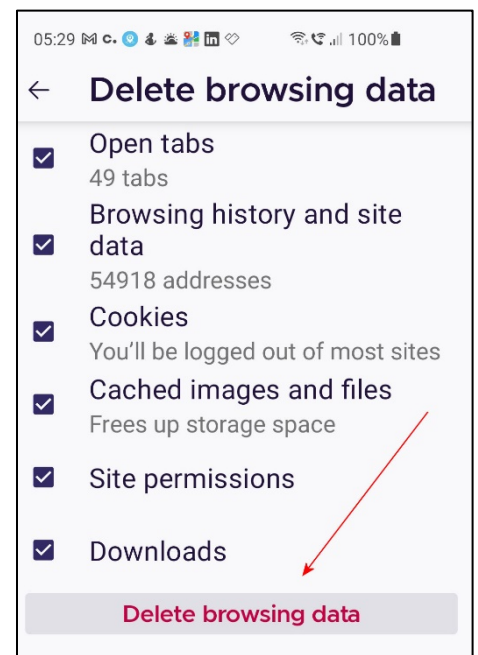 05:29 100%
Delete browsing data
Open tabs
49 tabs
Browsing history and site
data
54918 addresses
Cookies
You'll be logged out of most sites
Cached images and files
Frees up storage space
Site permissions
Downloads
Delete browsing data